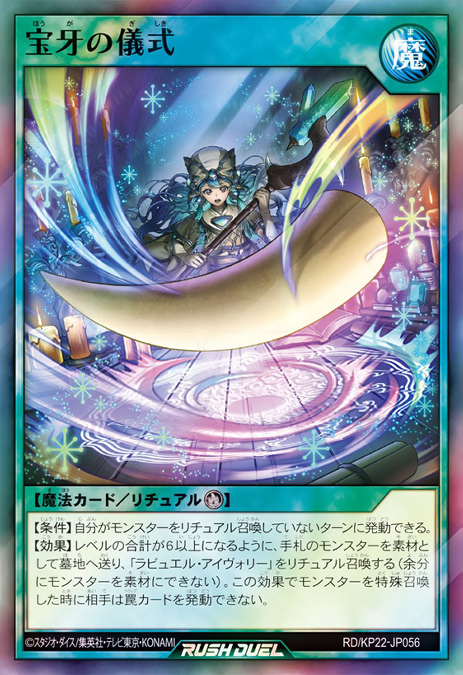 宝牙の儀式
魔
【魔法カード/リチュアル】
【条件】自分がモンスターをリチュアル召喚していないターンに発動できる。
【効果】レベルの合計が6以上になるように、手札のモンスターを素材と
して墓地へ送り、「ラビュエル・アイヴォリー」をリチュアル召喚する(余分
にモンスターを素材にできない)。この効果でモンスターを特殊召喚
した時に相手は罠カードを発動できない。
©スタジオ・ダイス/集英社・テレビ東京・KONAMI
RUSH DUEL
RD/KP22-JP056